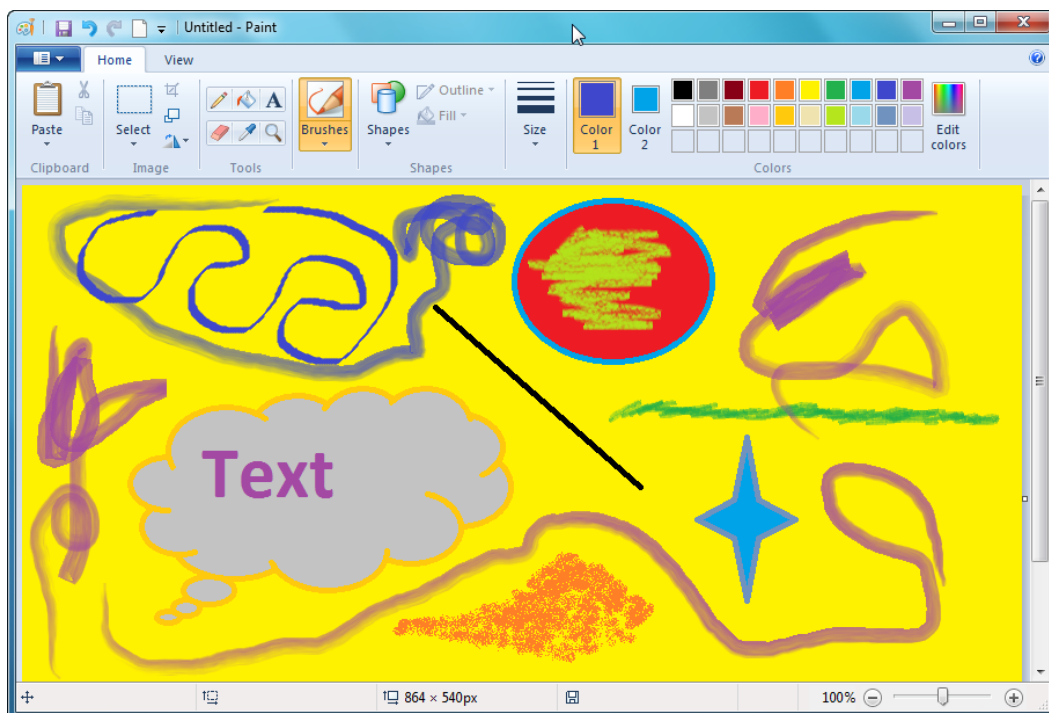 Untitled - Paint
Home View
Paste Select Brushes Shapes Outline Fill Size Color 1 Color 2 Edit colors
Clipboard Image Tools Shapes Colors
Text
864 × 540px 100%